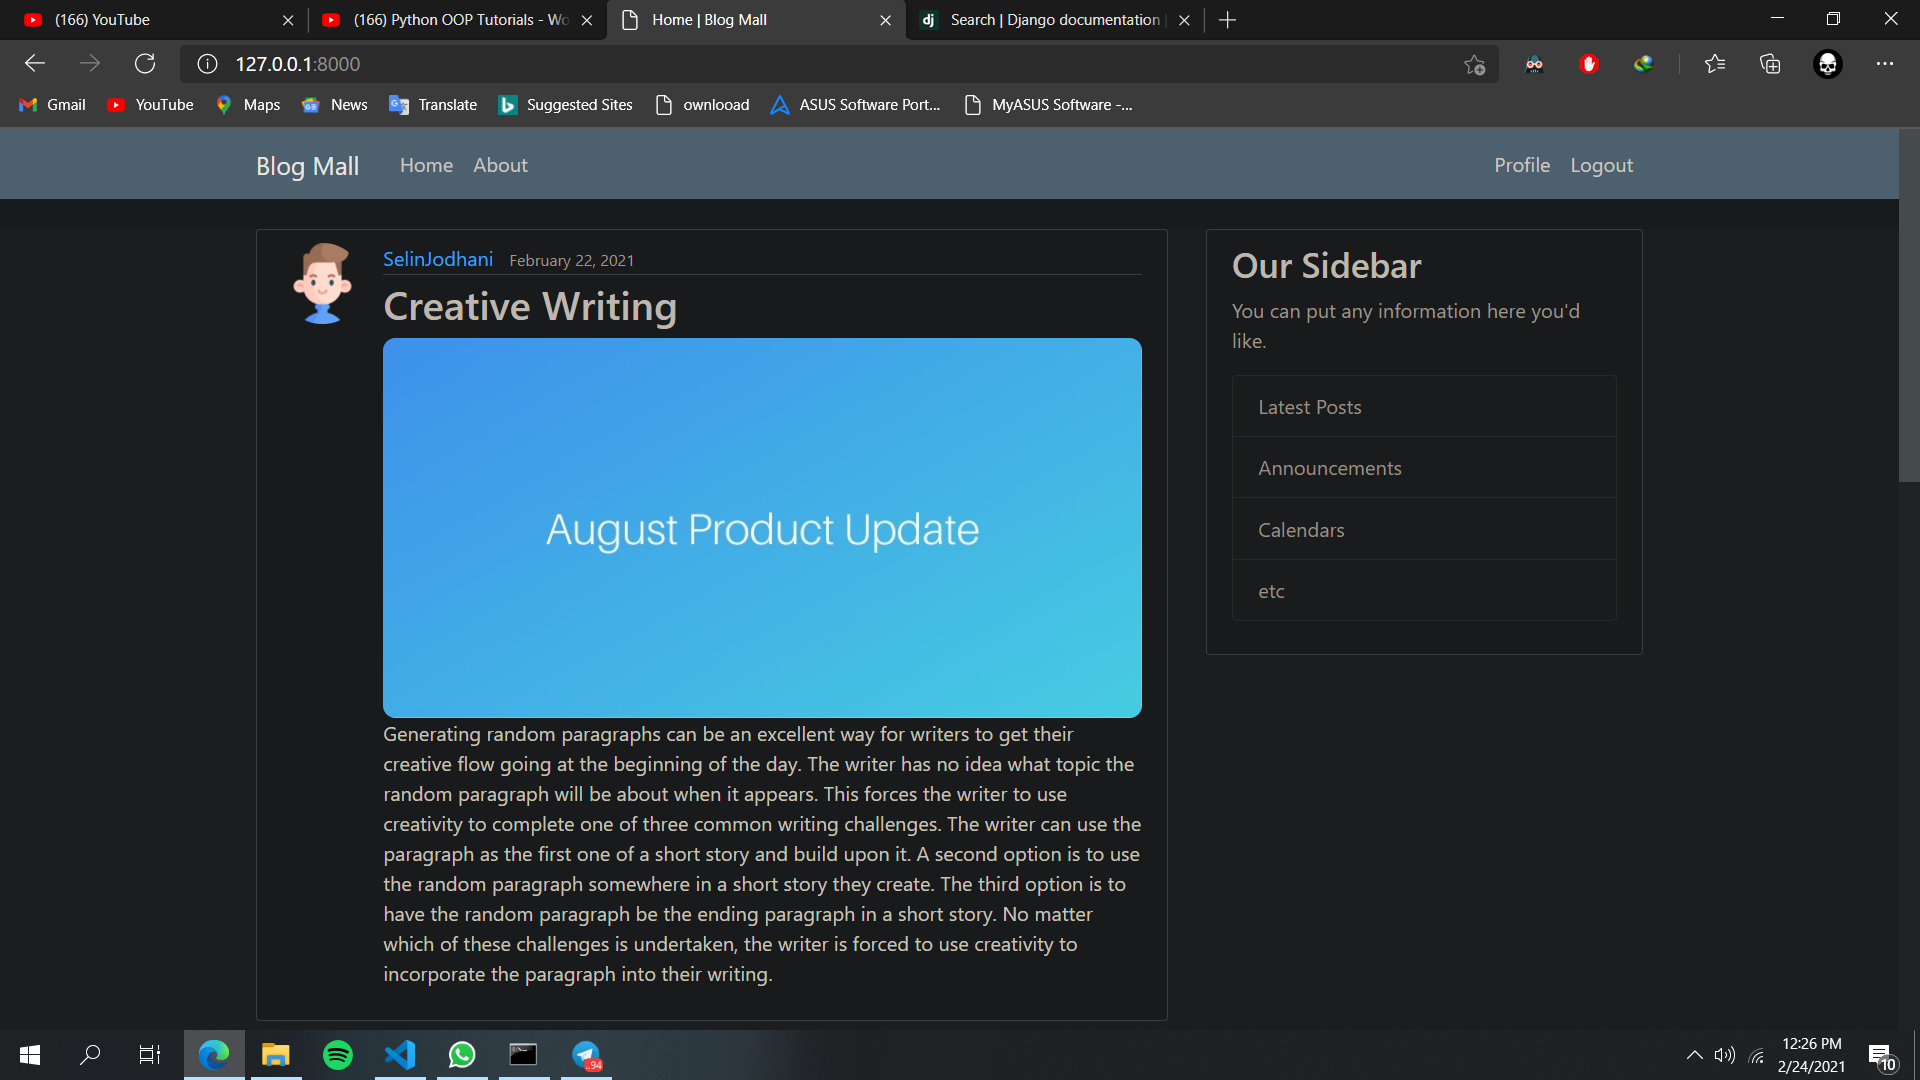 (166) YouTube
(166) Python OOP Tutorials - Wo
Home | Blog Mall
dj
Search | Django documentation |
127.0.0.1:8000
Gmail
YouTube
Maps
News
Translate
Suggested Sites
ownlooad
ASUS Software Port...
MyASUS Software -...
Blog Mall
Home
About
Profile
Logout
SelinJodhani
February 22, 2021
Creative Writing
August Product Update
Generating random paragraphs can be an excellent way for writers to get their
creative flow going at the beginning of the day. The writer has no idea what topic the
random paragraph will be about when it appears. This forces the writer to use
creativity to complete one of three common writing challenges. The writer can use the
paragraph as the first one of a short story and build upon it. A second option is to use
the random paragraph somewhere in a short story they create. The third option is to
have the random paragraph be the ending paragraph in a short story. No matter
which of these challenges is undertaken, the writer is forced to use creativity to
incorporate the paragraph into their writing.
Our Sidebar
You can put any information here you'd
like.
Latest Posts
Announcements
Calendars
etc
..94
12:26 PM
2/24/2021
10